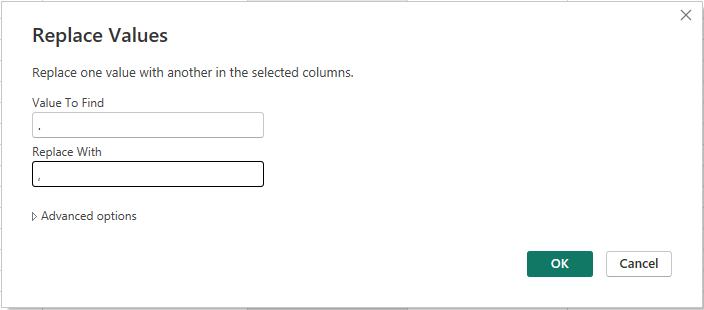 Replace Values
Replace one value with another in the selected columns.
Value To Find
.
Replace With
,
Advanced options
OK
Cancel